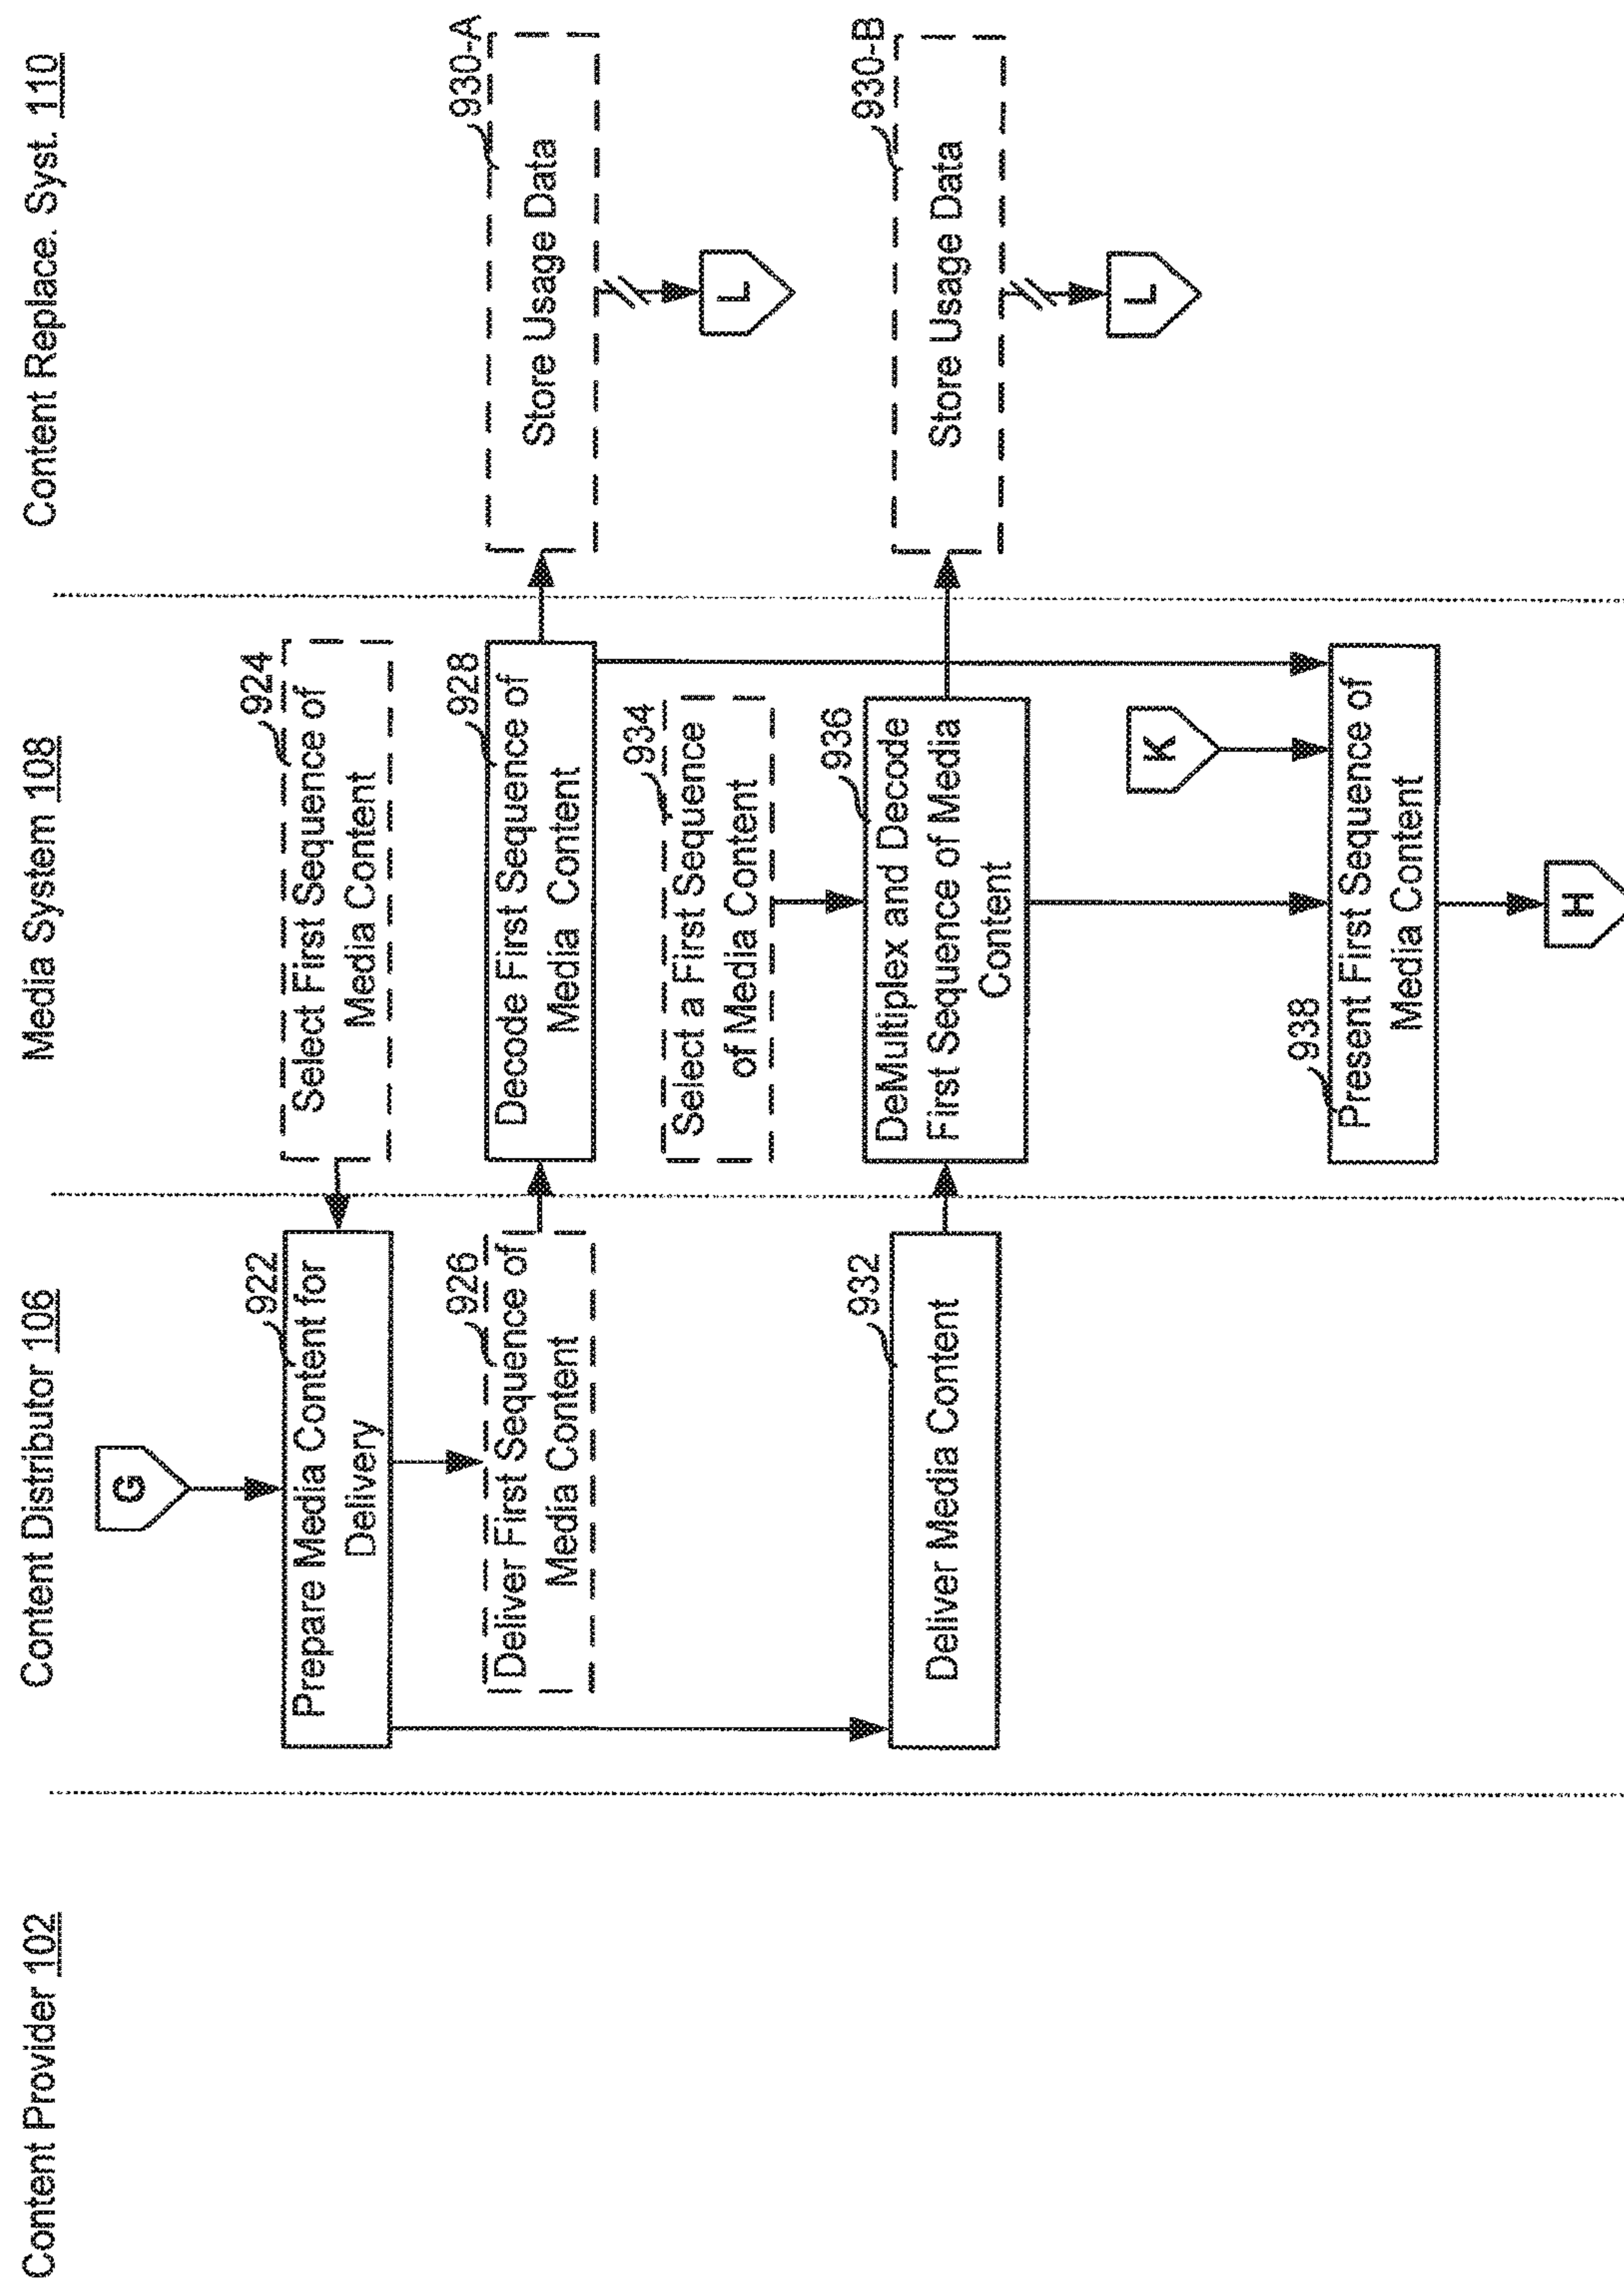 Content Provider 102
Content Distributor 106
Media System 108
Content Replace. Syst. 110
G
922
Prepare Media Content for
Delivery
924
Select First Sequence of
Media Content
926
Deliver First Sequence of
Media Content
928
Decode First Sequence of
Media Content
930-A
Store Usage Data
L
934
Select a First Sequence
of Media Content
932
Deliver Media Content
936
DeMultiplex and Decode
First Sequence of Media
Content
930-B
Store Usage Data
L
K
938
Present First Sequence of
Media Content
H